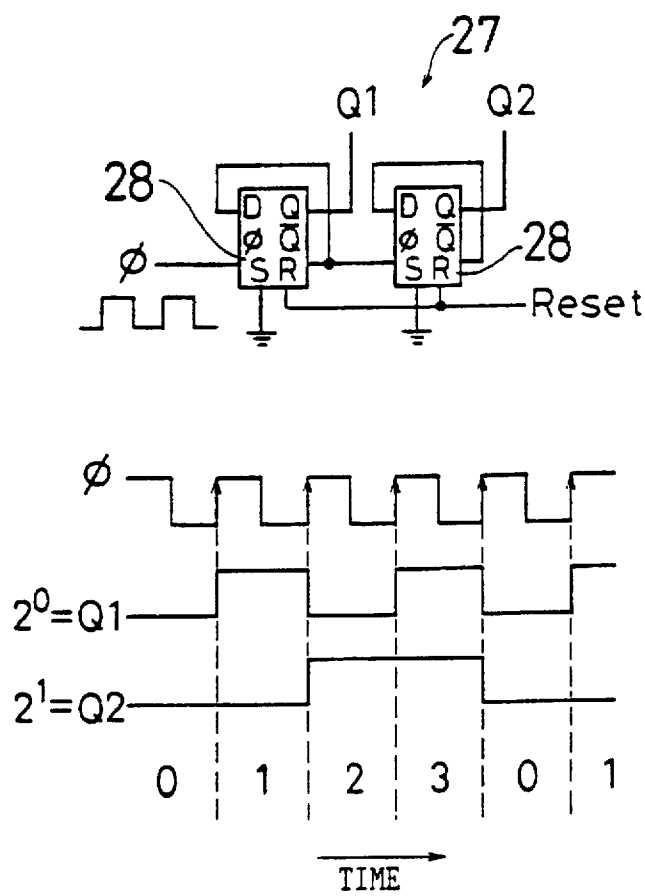 27
Q1 Q2
28 D Q D Q
ϕ Q̅ ϕ Q̅ 28
ϕ S R S R
Reset
ϕ
2⁰=Q1
2¹=Q2
0 1 2 3 0 1
TIME